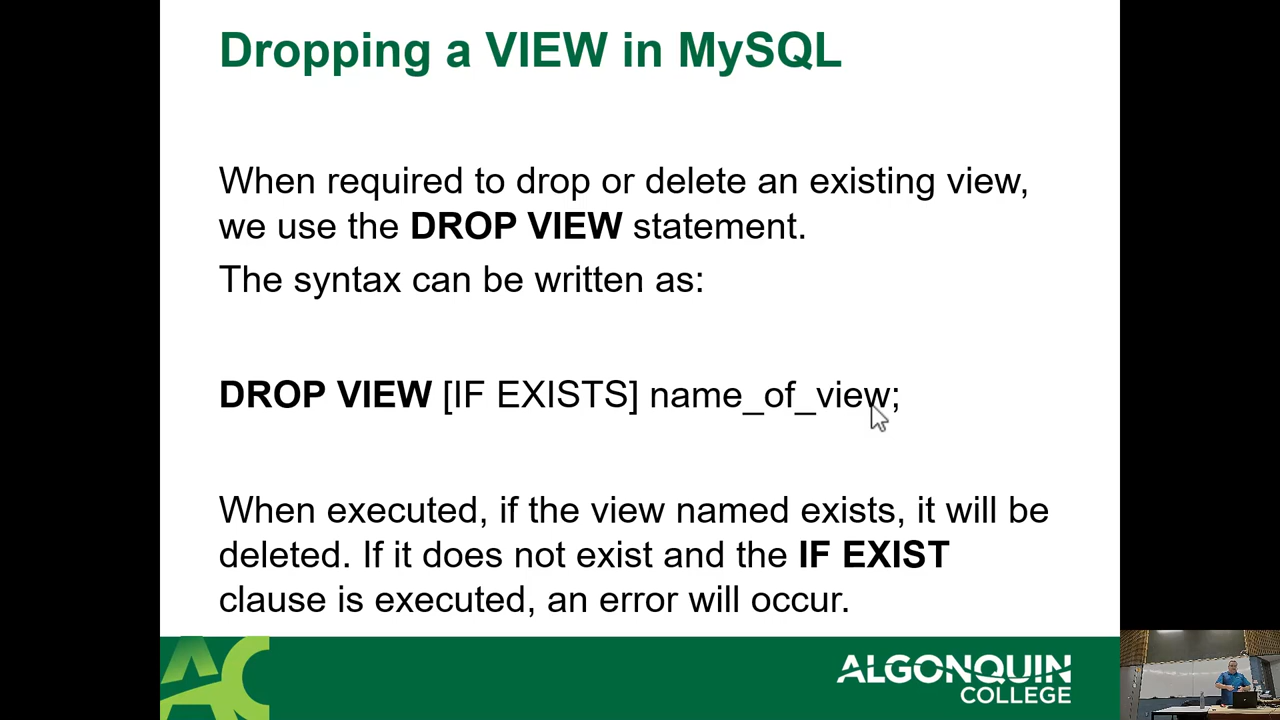 Dropping a VIEW in MySQL
When required to drop or delete an existing view,
we use the DROP VIEW statement.
The syntax can be written as:
DROP VIEW [IF EXISTS] name_of_view;
When executed, if the view named exists, it will be
deleted. If it does not exist and the IF EXIST
clause is executed, an error will occur.
AC
ALGONQUIN
COLLEGE